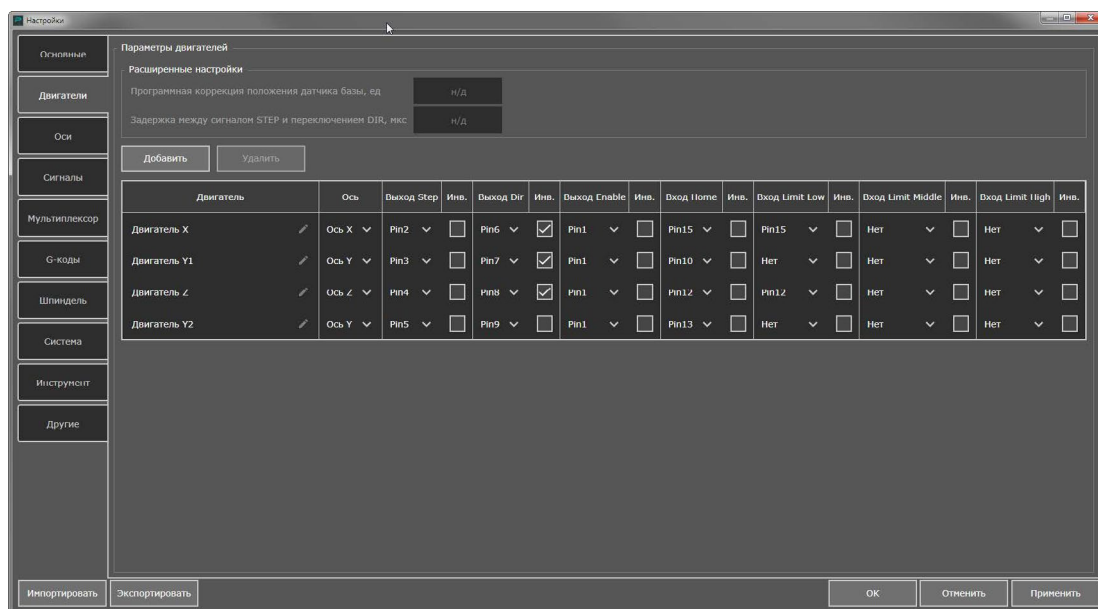 Настройки
Основные
Двигатели
Оси
Сигналы
Мультиплексор
G-коды
Шпиндель
Система
Инструмент
Другие
Параметры двигателей
Расширенные настройки
Программная коррекция положения датчика базы, ед н/д
Задержка между сигналом STEP и переключением DIR, мкс н/д
Добавить Удалить
Двигатель Ось Выход Step Инв. Выход Dir Инв. Выход Enable Инв. Вход Home Инв. Вход Limit Low Инв. Вход Limit Middle Инв. Вход Limit High Инв.
Двигатель X Ось X Pin2 Pin6 Pin1 Pin15 Pin15 Нет Нет
Двигатель Y1 Ось Y Pin3 Pin7 Pin1 Pin10 Нет Нет Нет
Двигатель Z Ось Z Pin4 Pin8 Pin1 Pin12 Pin12 Нет Нет
Двигатель Y2 Ось Y Pin5 Pin9 Pin1 Pin13 Нет Нет Нет
Импортировать Экспортировать ОК Отменить Применить